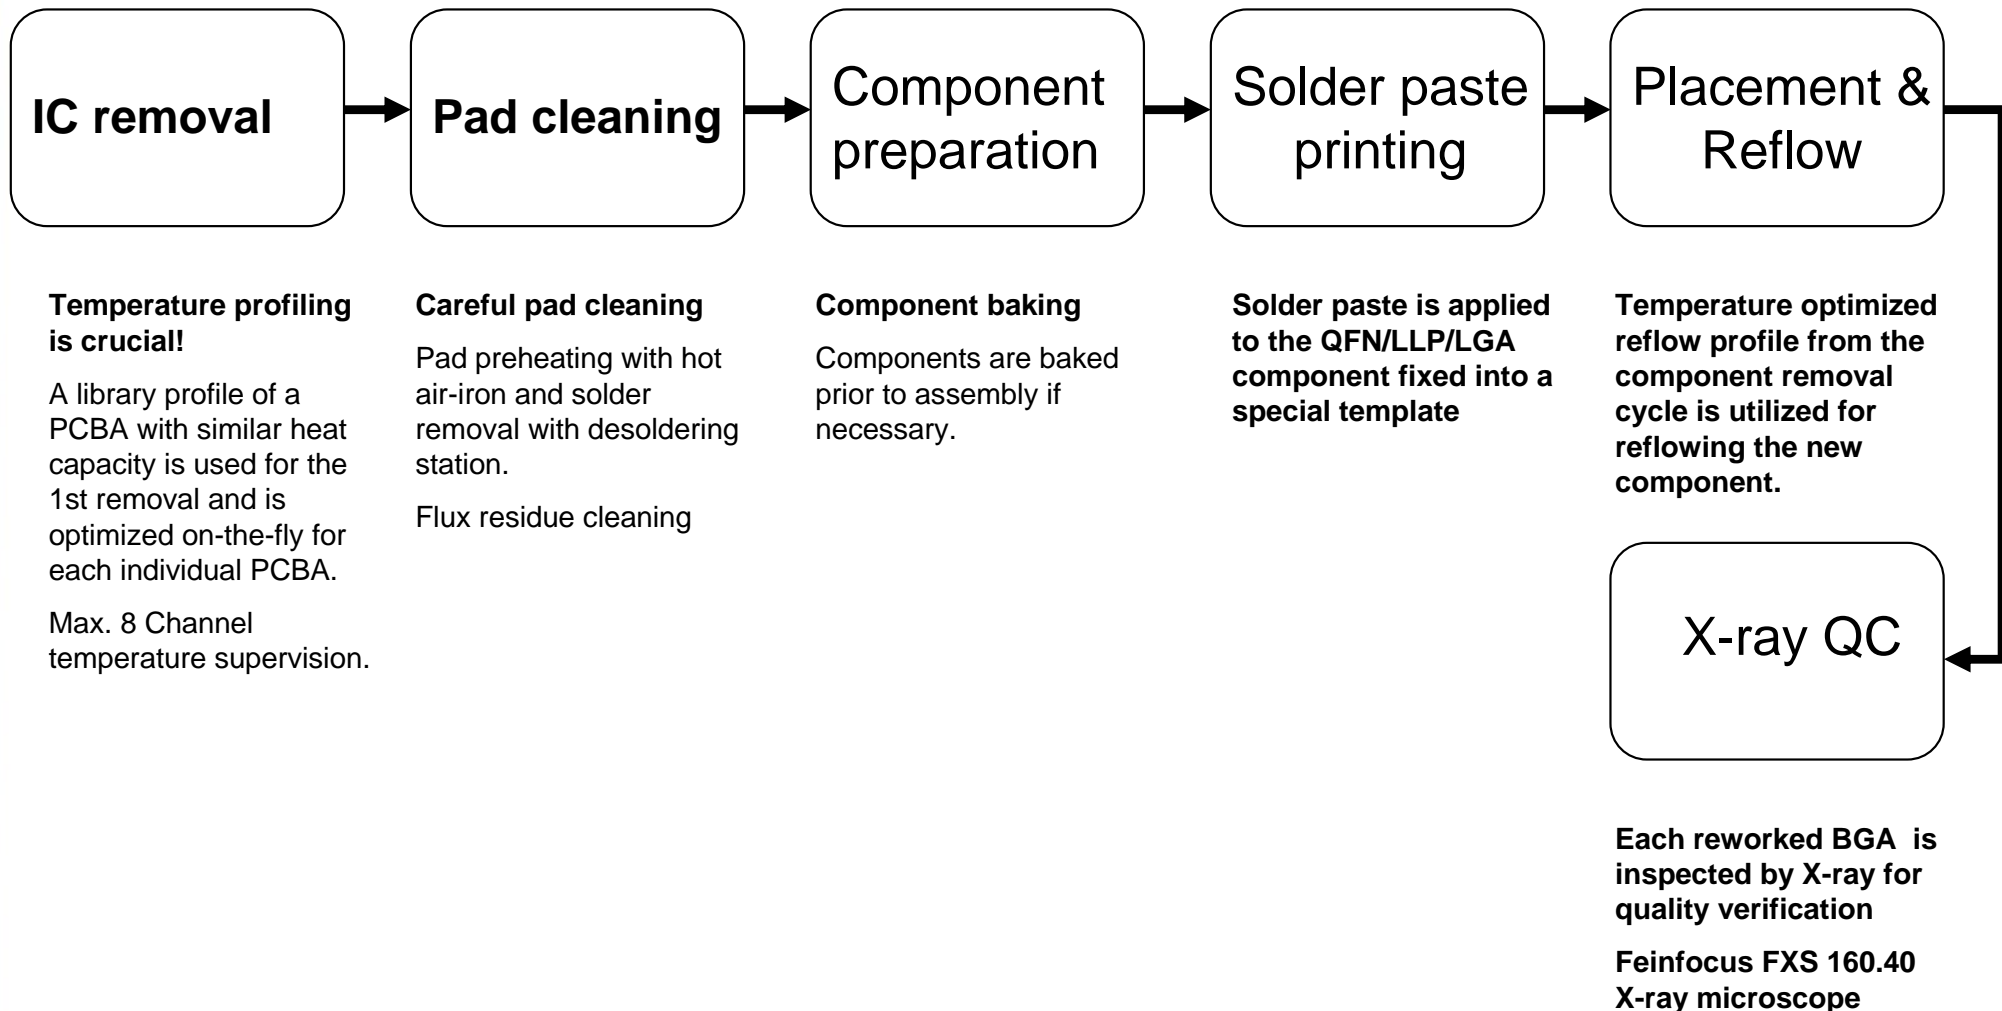 IC removal
Pad cleaning
Component
preparation
Solder paste
printing
Placement &
Reflow
Temperature profiling
is crucial!
A library profile of a
PCBA with similar heat
capacity is used for the
1st removal and is
optimized on-the-fly for
each individual PCBA.
Max. 8 Channel
temperature supervision.
Careful pad cleaning
Pad preheating with hot
air-iron and solder
removal with desoldering
station.
Flux residue cleaning
Component baking
Components are baked
prior to assembly if
necessary.
Solder paste is applied
to the QFN/LLP/LGA
component fixed into a
special template
Temperature optimized
reflow profile from the
component removal
cycle is utilized for
reflowing the new
component.
X-ray QC
Each reworked BGA  is
inspected by X-ray for
quality verification
Feinfocus FXS 160.40
X-ray microscope